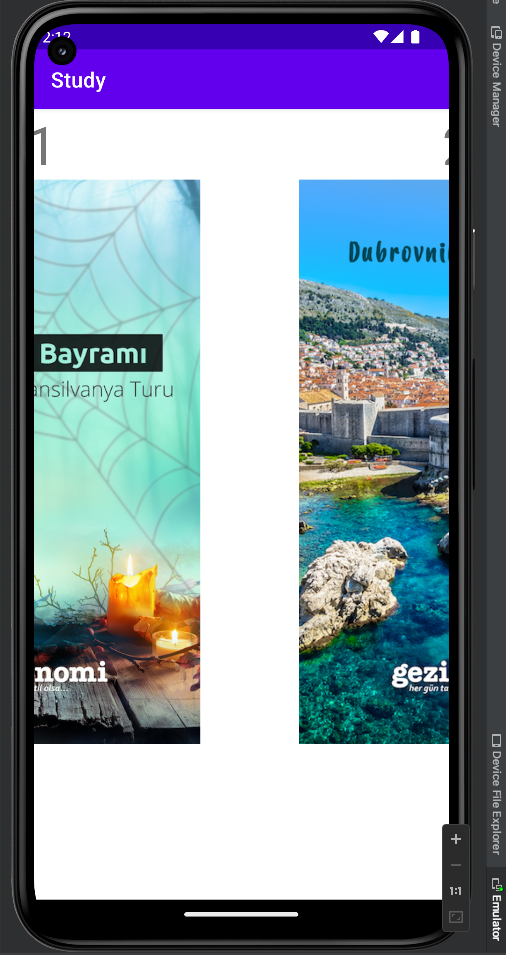 2:12
Study
1
2
Bayramı
ansilvanya Turu
Dubrovni
nomi
til olsa...
gezi
her gün ta
+
1:1
Device Manager
Device File Explorer
Emulator